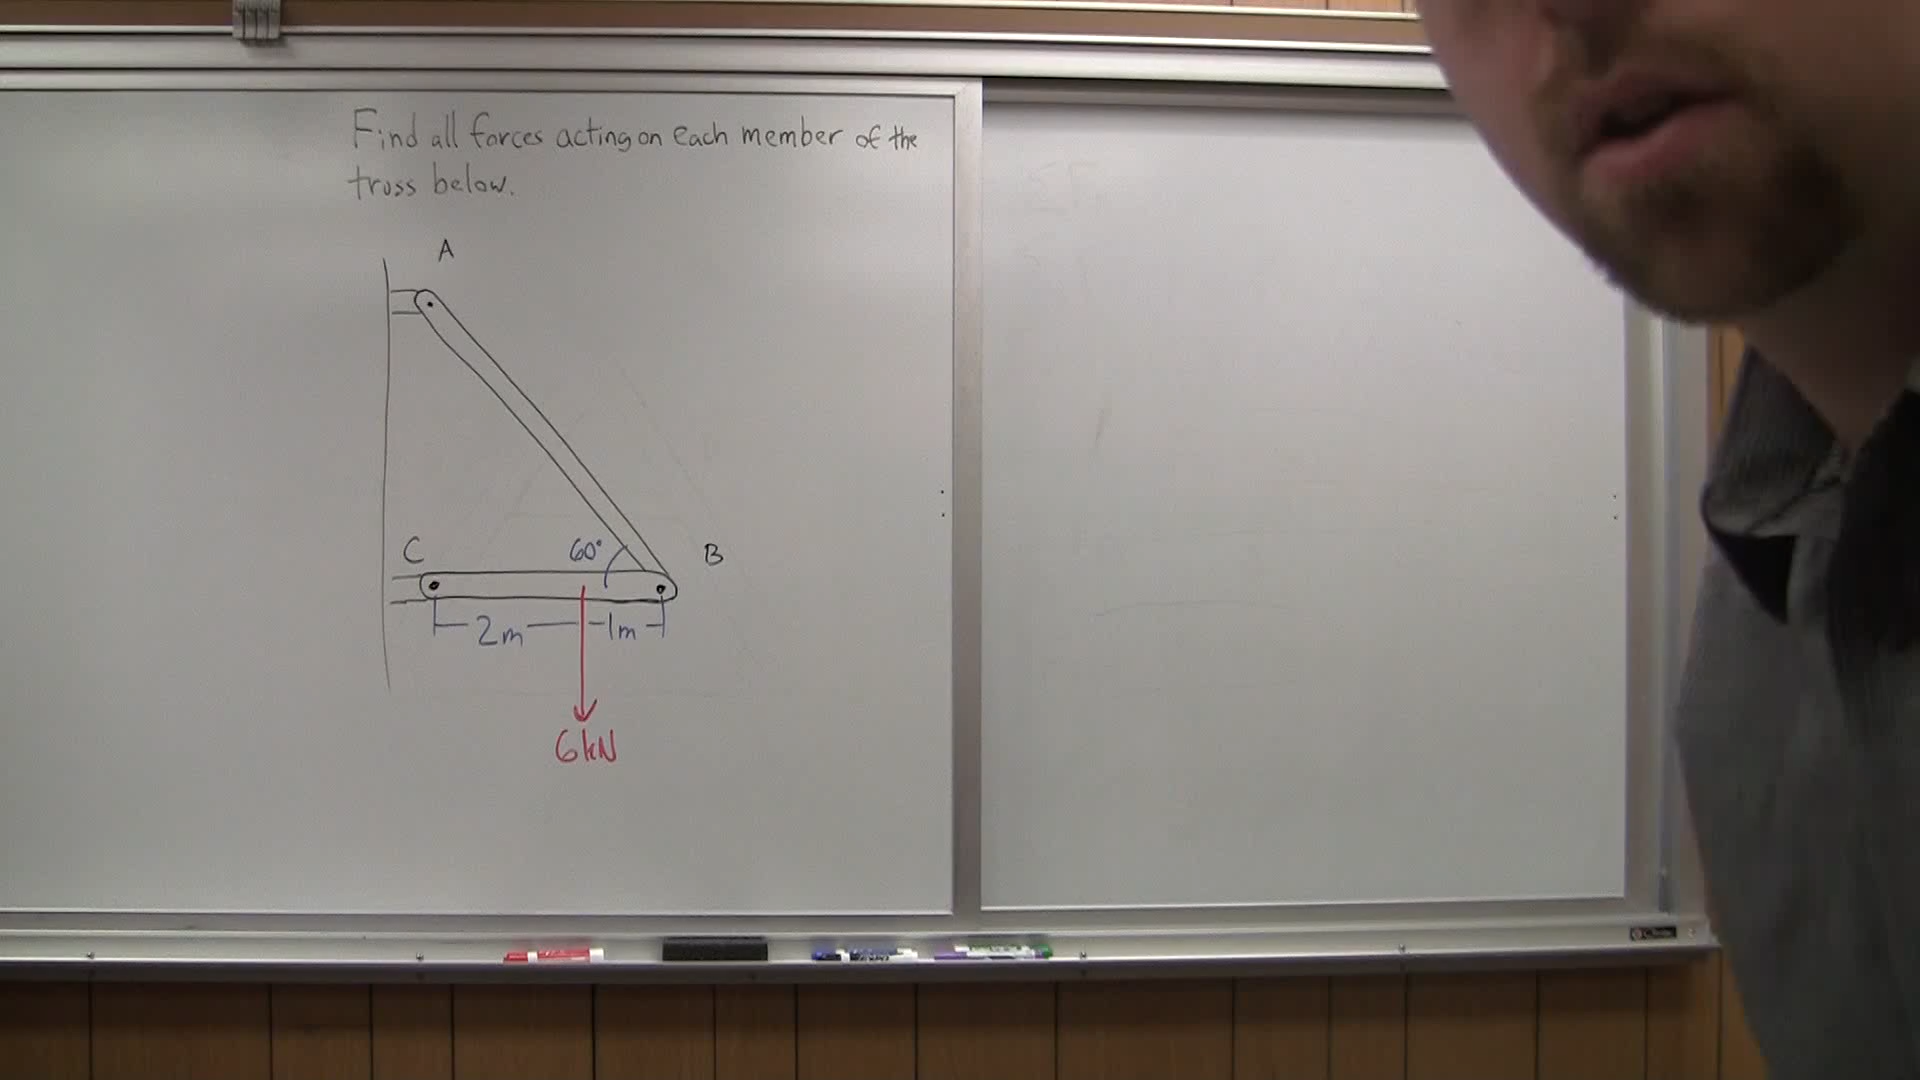 Find all forces acting on each member of the
truss below.
A
C
60°
B
2m
1m
6kN